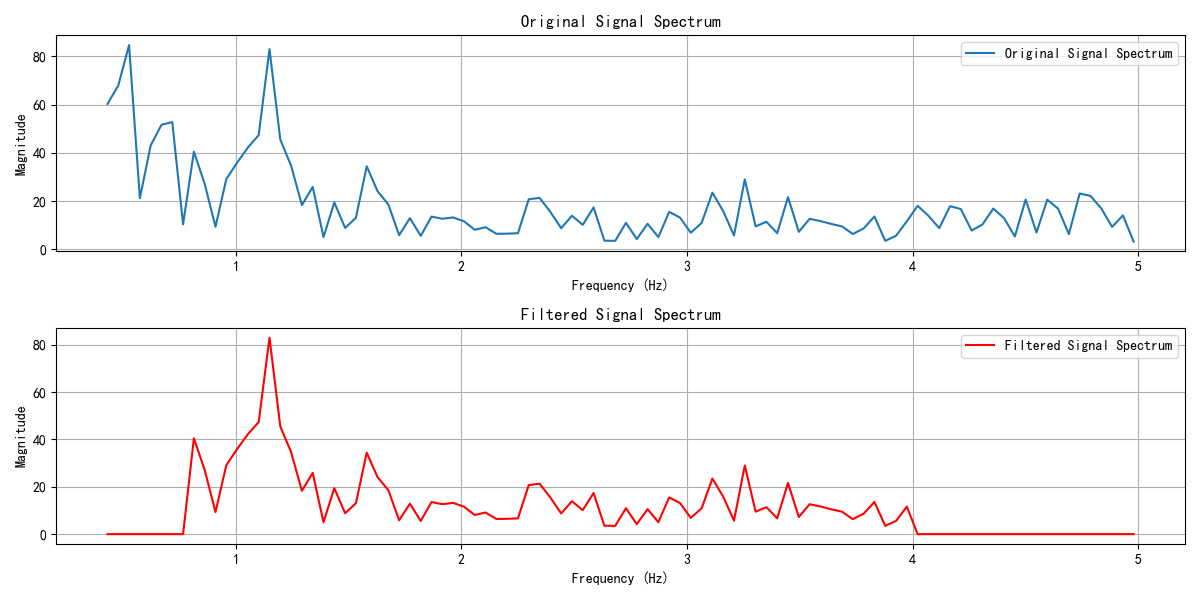 Original Signal Spectrum
Original Signal Spectrum
80
60
40
20
0
Magnitude
1 2 3 4 5
Frequency (Hz)
Filtered Signal Spectrum
Filtered Signal Spectrum
80
60
40
20
0
Magnitude
1 2 3 4 5
Frequency (Hz)